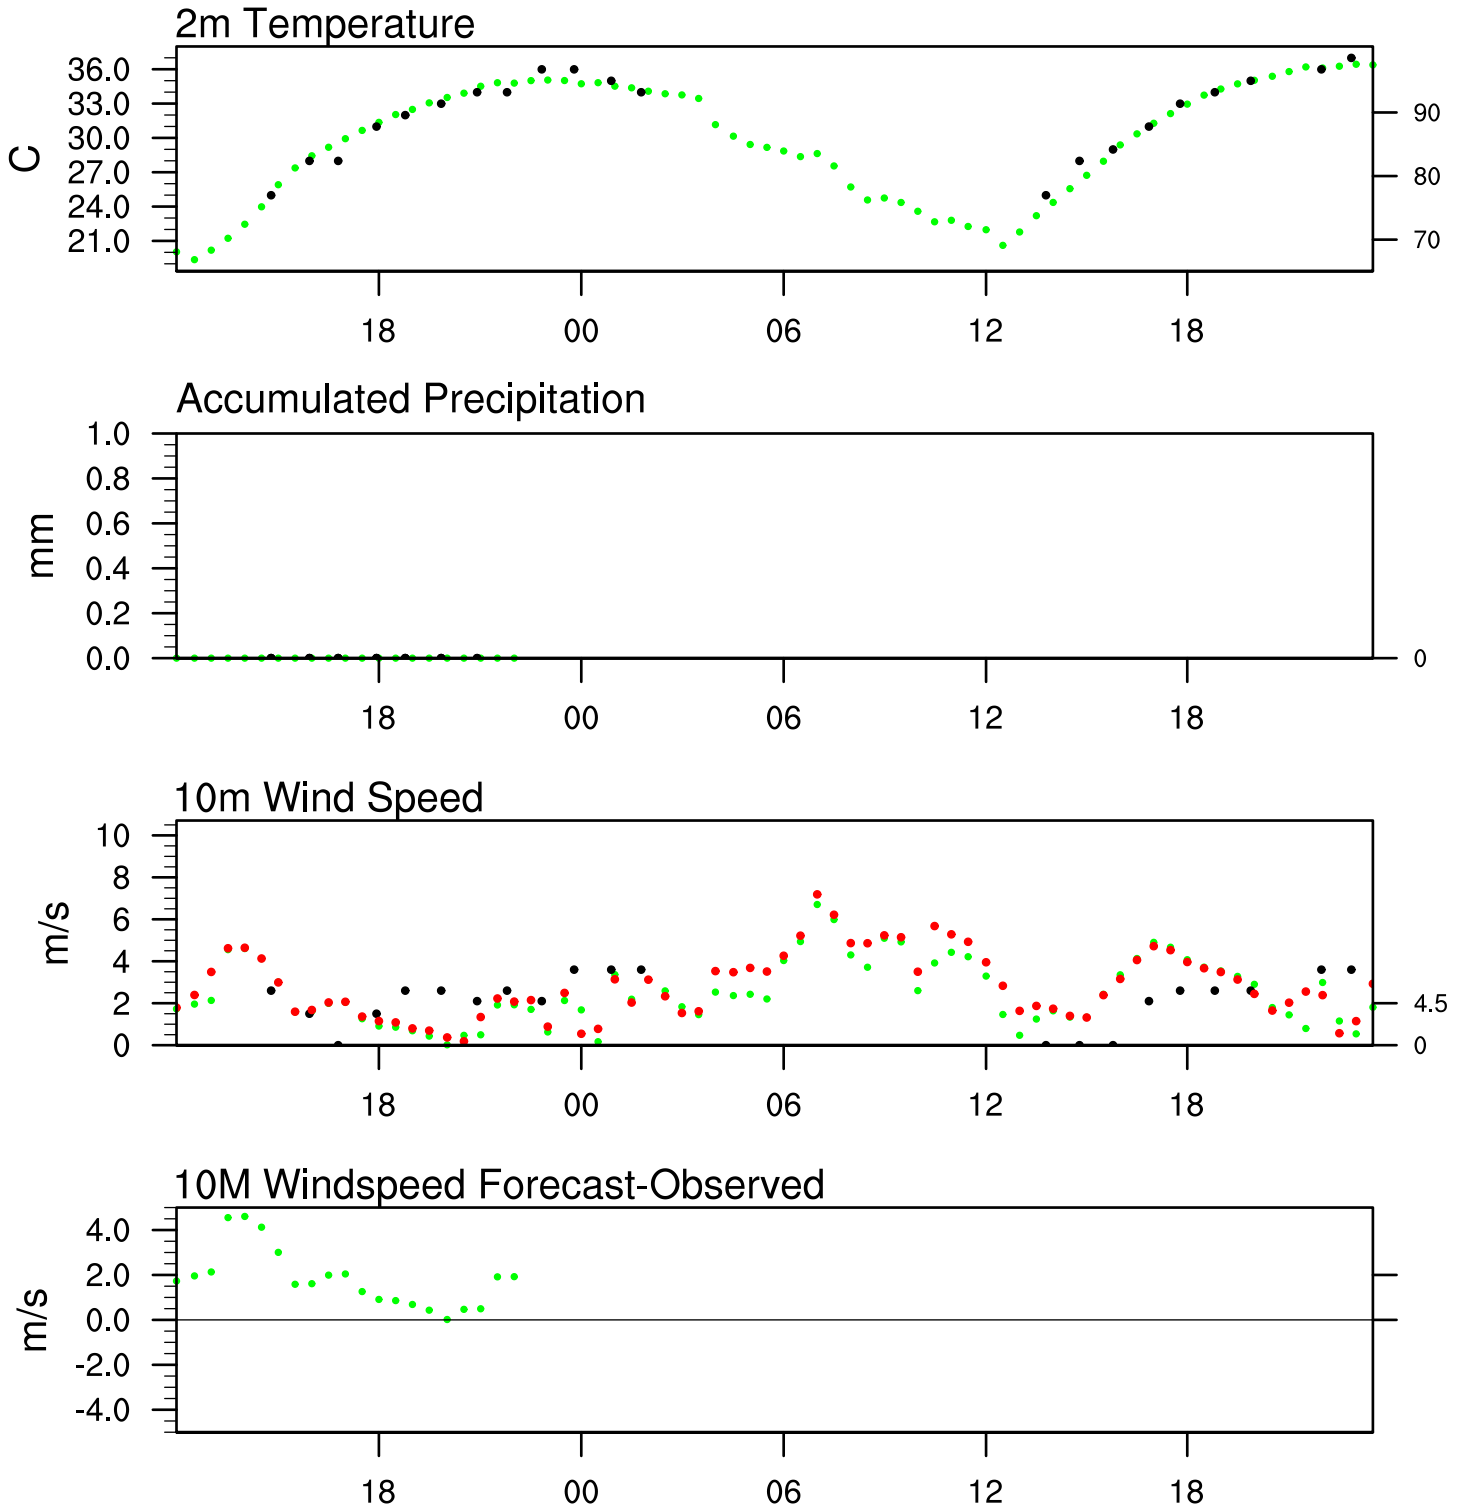 2m Temperature
36.0
33.0
30.0
27.0
24.0
21.0
C
90
80
70
18 00 06 12 18
Accumulated Precipitation
1.0
0.8
0.6
0.4
0.2
0.0
mm
0
18 00 06 12 18
10m Wind Speed
10
8
6
4
2
0
m/s
4.5
0
18 00 06 12 18
10M Windspeed Forecast-Observed
4.0
2.0
0.0
-2.0
-4.0
m/s
18 00 06 12 18